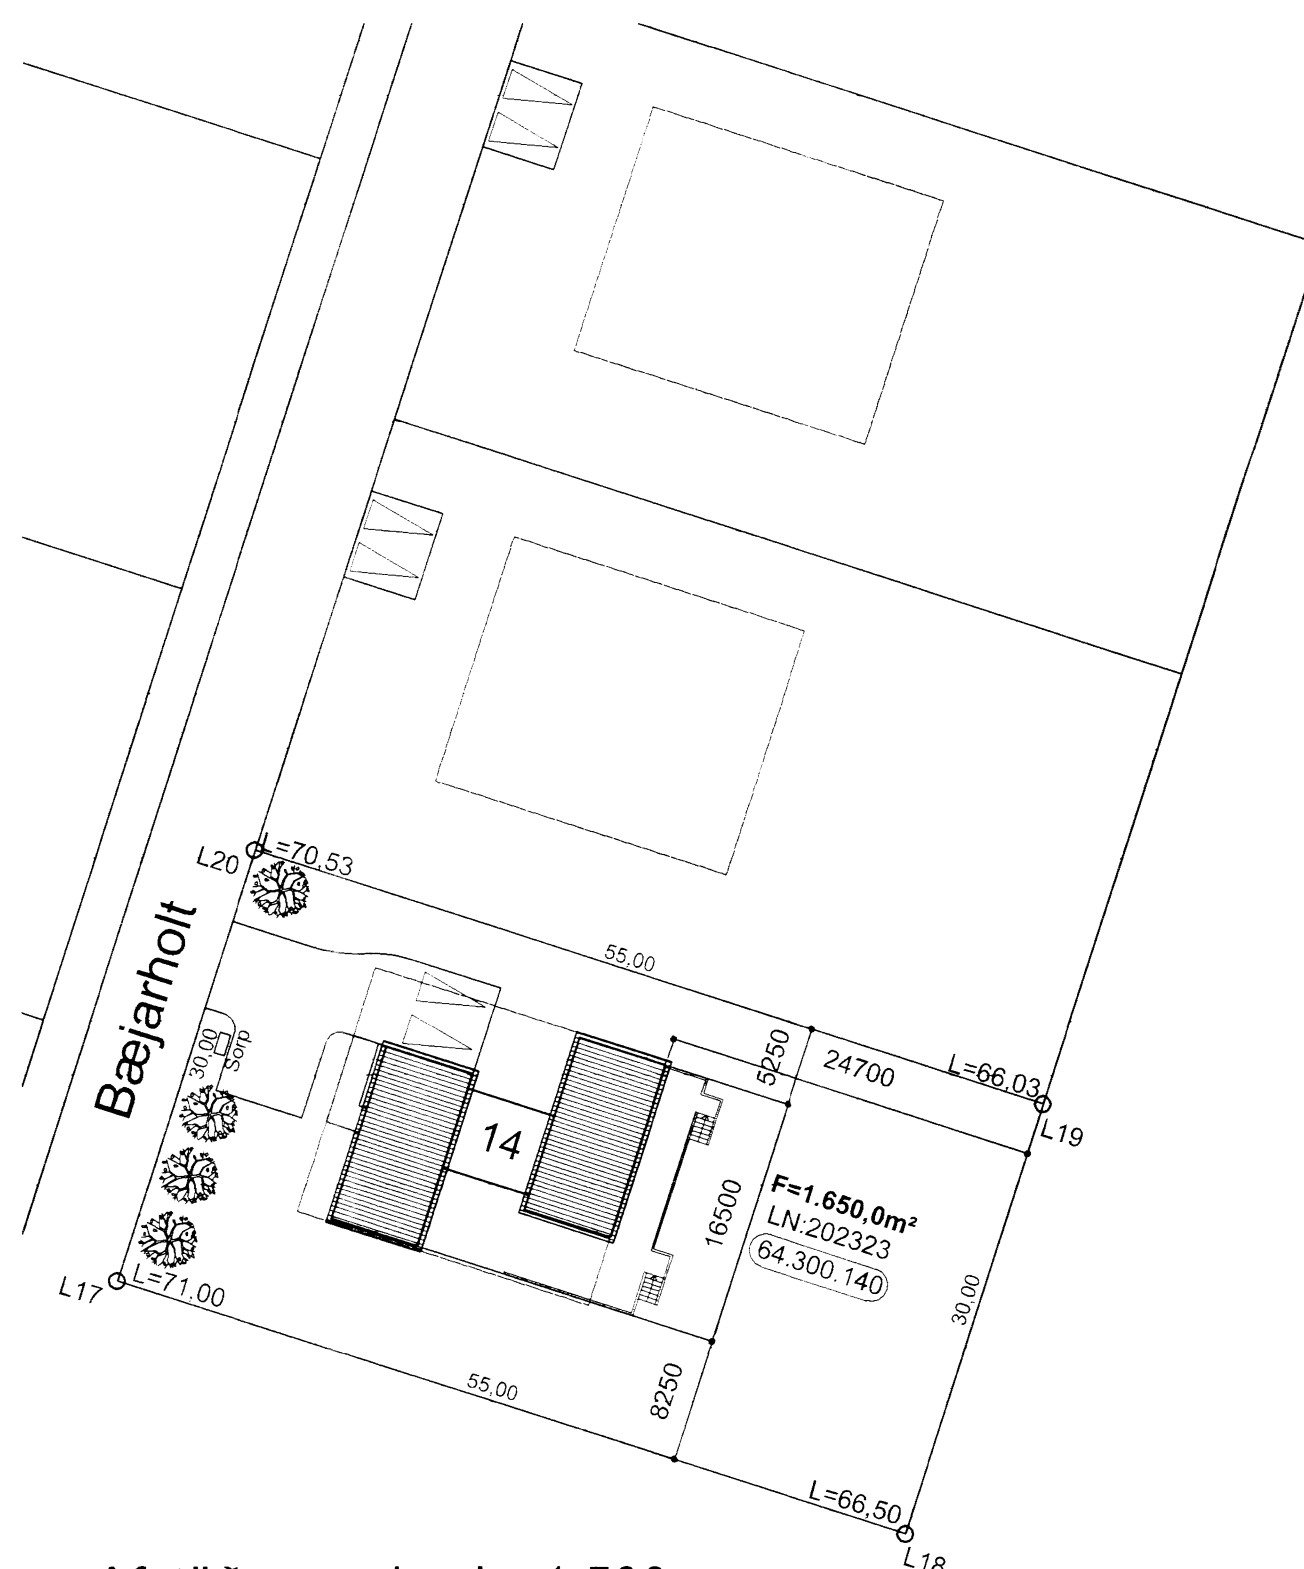 L=70,53
L20
Bæjarholt
55,00
30,00
Sorp
5250
24700
L=66,03
L19
14
16500
F=1.650,0m²
LN:202323
64.300.140
30,00
L=71,00
L17
8250
55,00
L=66,50
L18